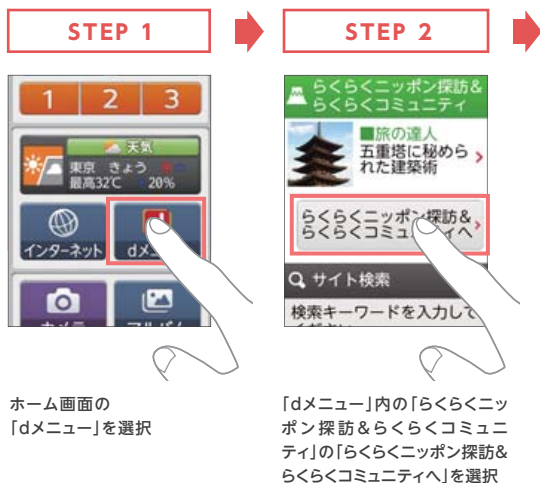 STEP 1
STEP 2
1 2 3
天気
東京 きょう
最高32℃ 20%
インターネット
dメ
らくらくニッポン探訪&
らくらくコミュニティ
■旅の達人
五重塔に秘めら
れた建築術
らくらくニッポン探訪&
らくらくコミュ ィへ
サイト検索
検索キーワードを入力して
ホーム画面の
「dメニュー」を選択
「dメニュー」内の「らくらくニッ
ポン探訪&らくらくコミュニ
ティ」の「らくらくニッポン探訪&
らくらくコミュニティへ」を選択